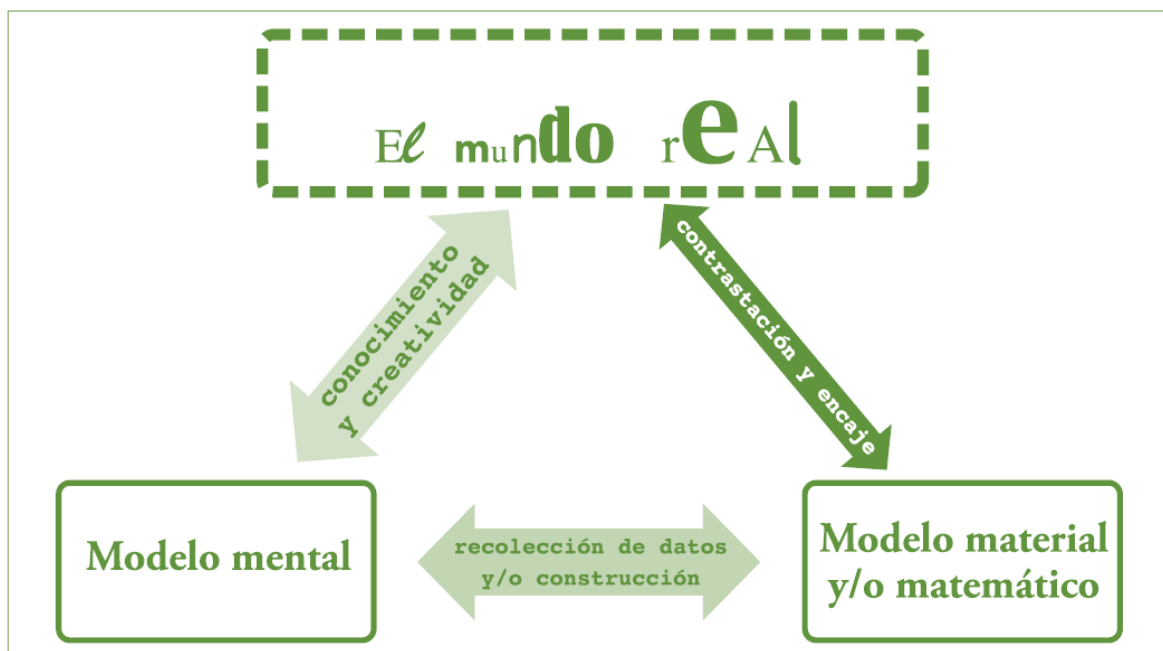 El mundo reAl
conocimiento
y creatividad
contrastación y encaje
Modelo mental
recolección de datos
y/o construcción
Modelo material
y/o matemático